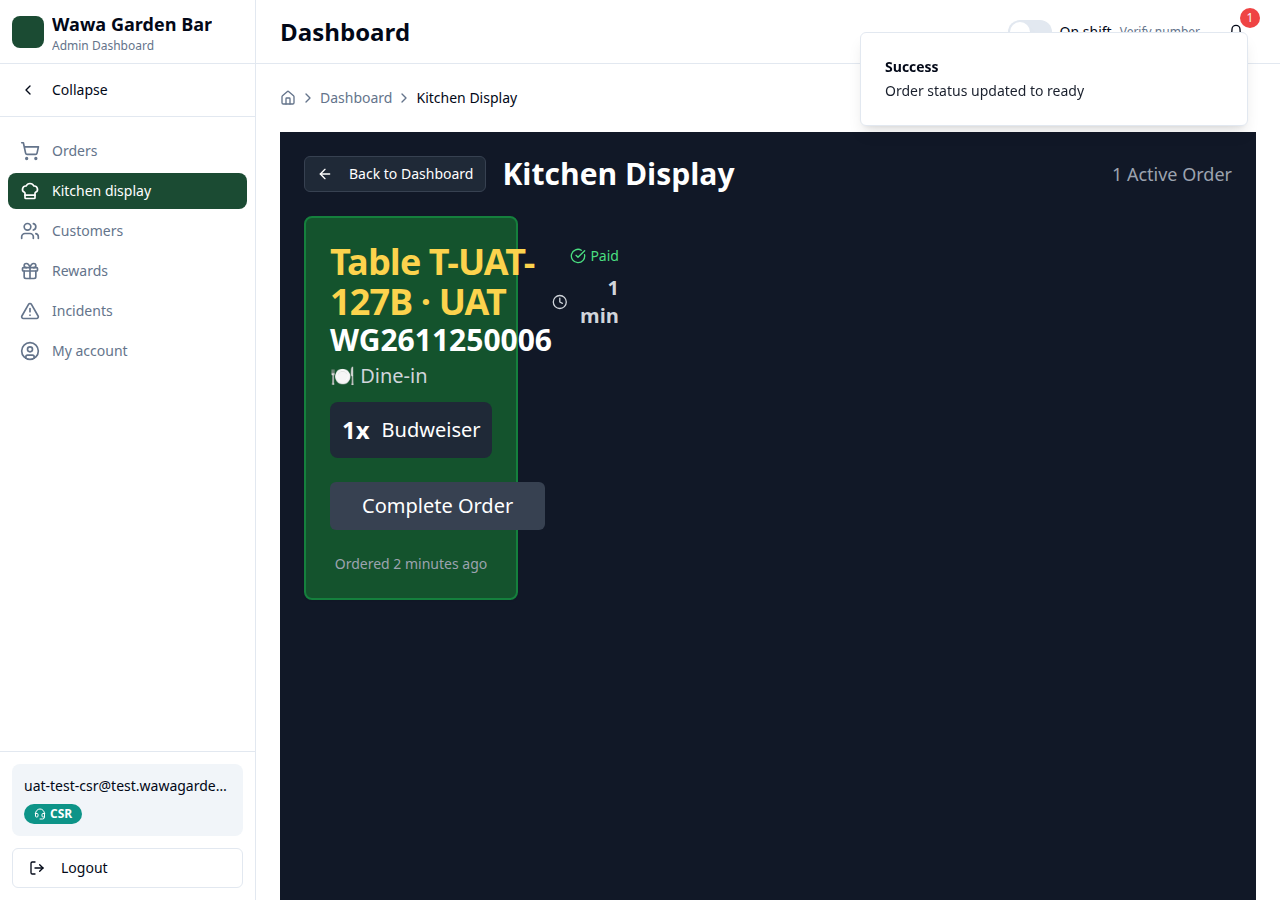 Wawa Garden Bar
Admin Dashboard
Collapse
Orders
Kitchen display
Customers
Rewards
Incidents
My account
uat-test-csr@test.wawagarde...
CSR
Logout
Dashboard
On shift Verify number
1
Success
Order status updated to ready
Dashboard
Kitchen Display
Back to Dashboard
Kitchen Display
1 Active Order
Table T-UAT-
127B · UAT
WG2611250006
Paid
1
min
🍽️ Dine-in
1x Budweiser
Complete Order
Ordered 2 minutes ago